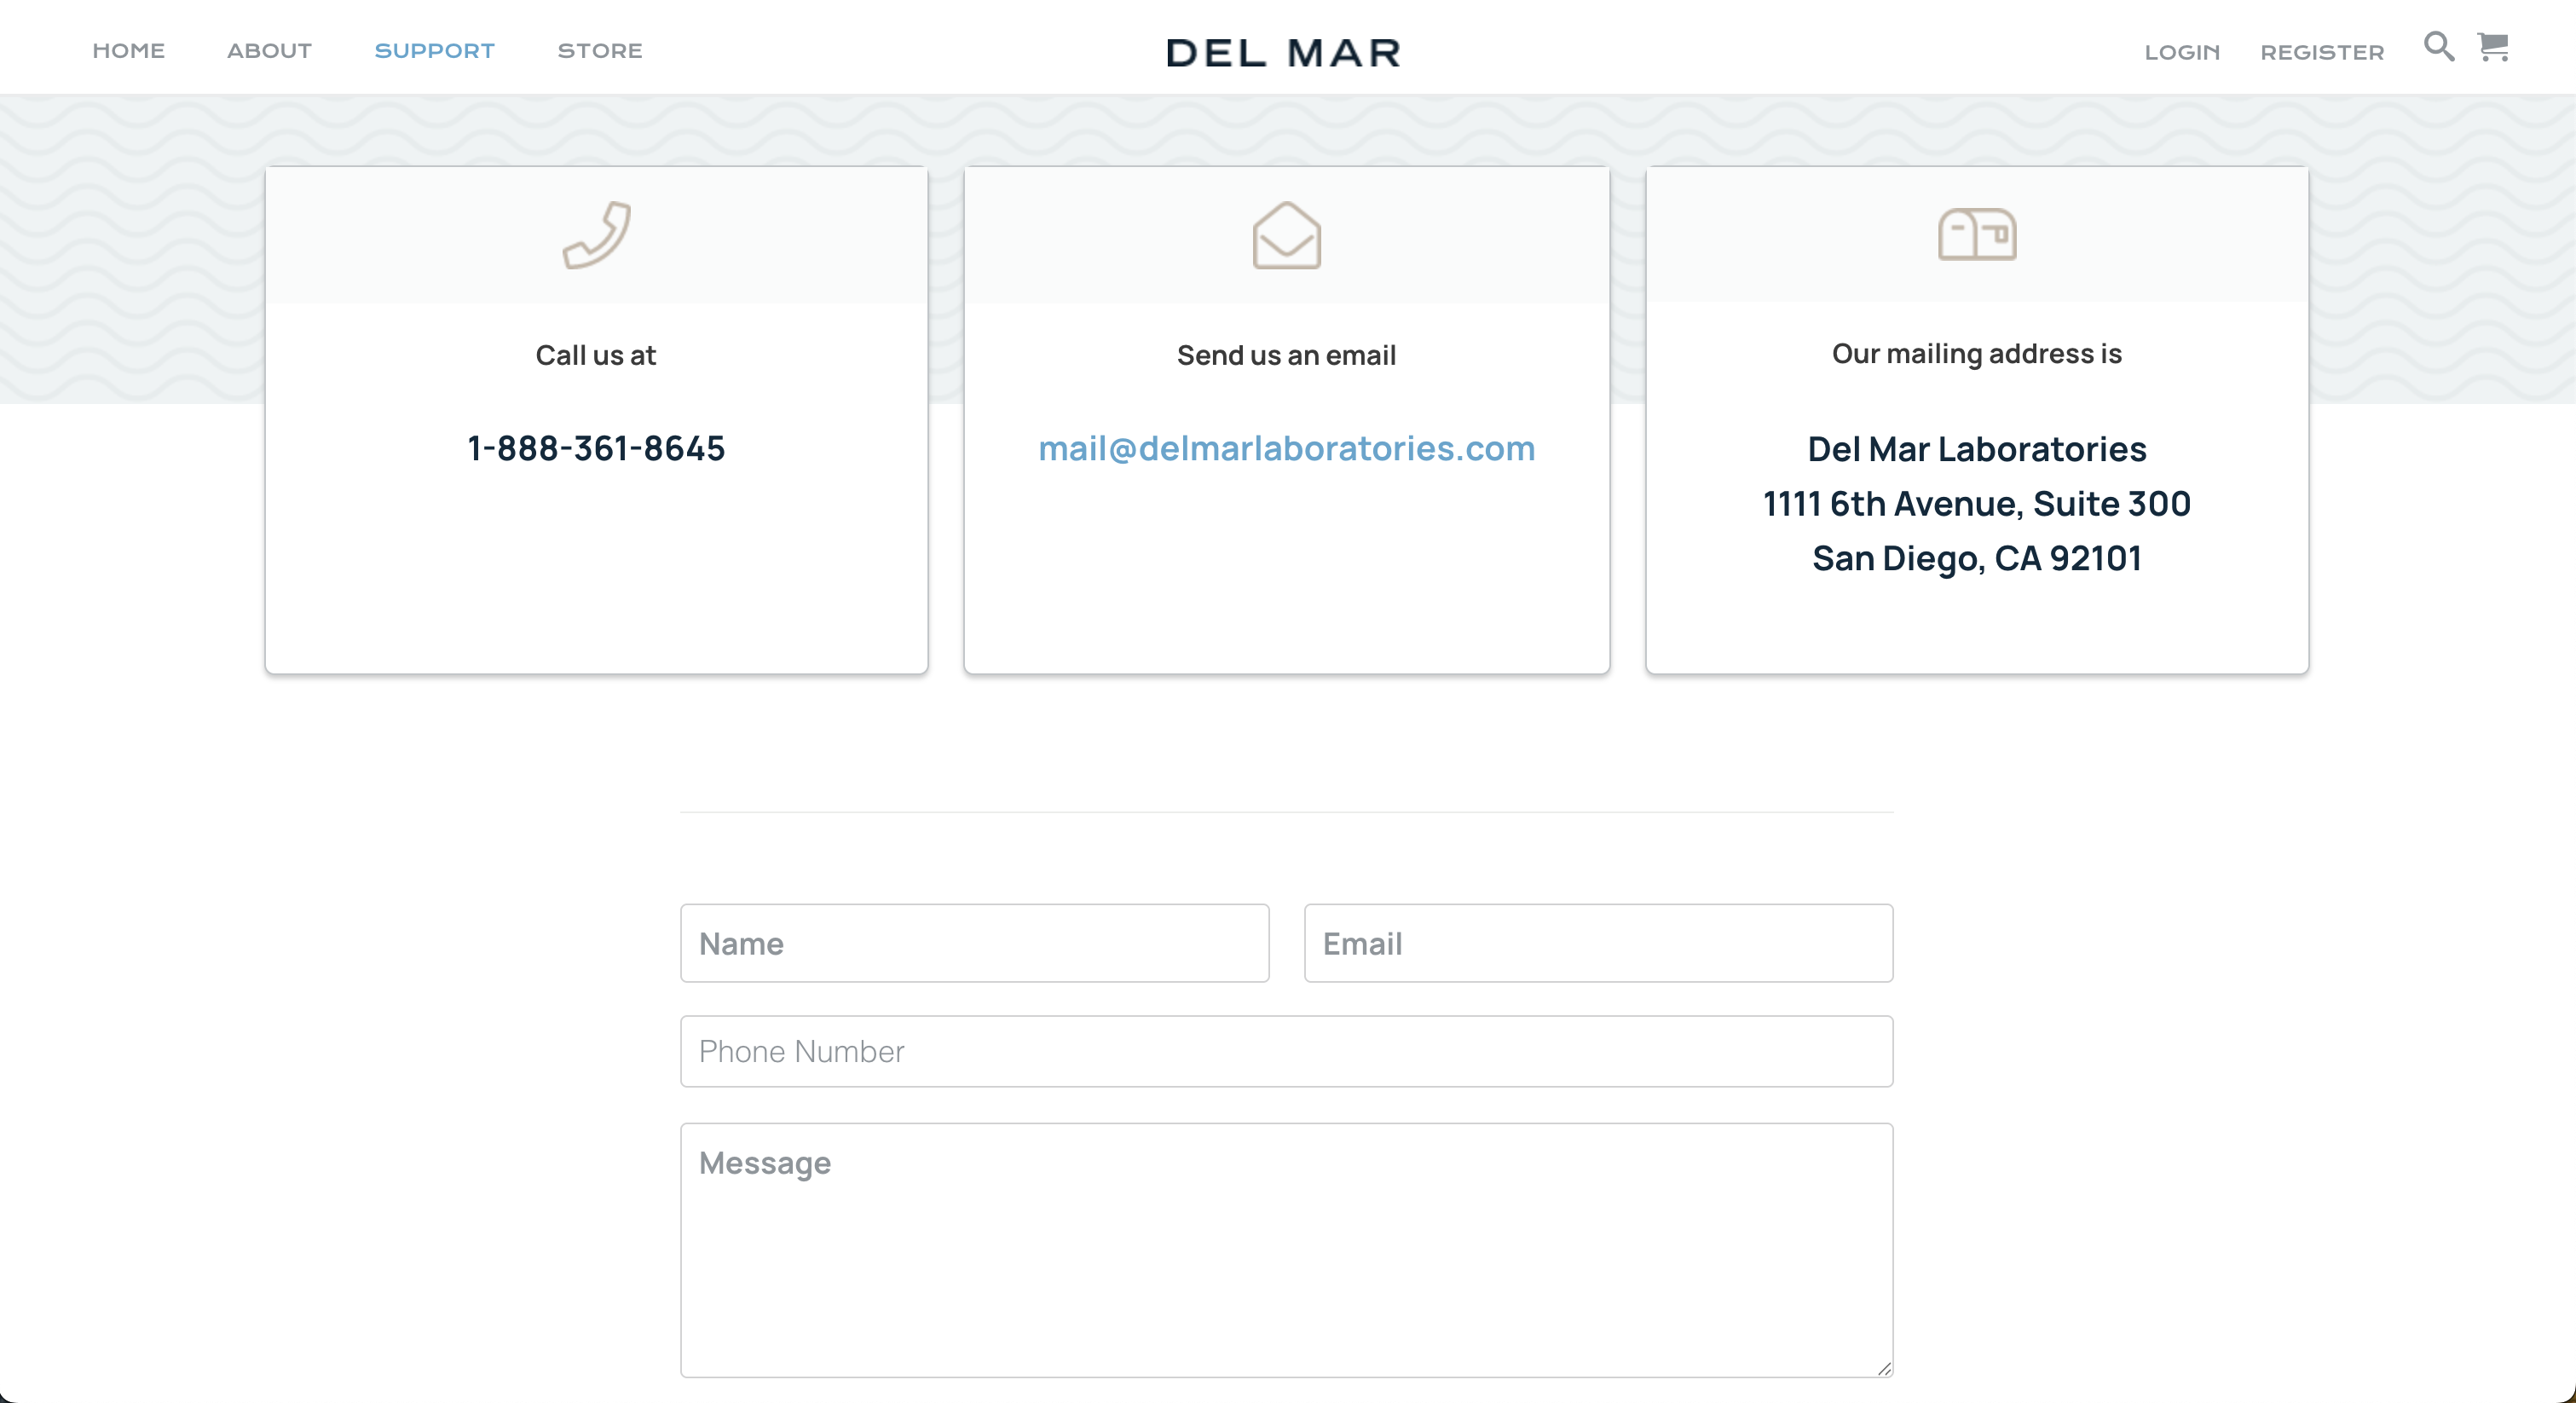 HOME ABOUT SUPPORT STORE DEL MAR LOGIN REGISTER
Call us at
1-888-361-8645
Send us an email
mail@delmarlaboratories.com
Our mailing address is
Del Mar Laboratories
1111 6th Avenue, Suite 300
San Diego, CA 92101
Name
Email
Phone Number
Message